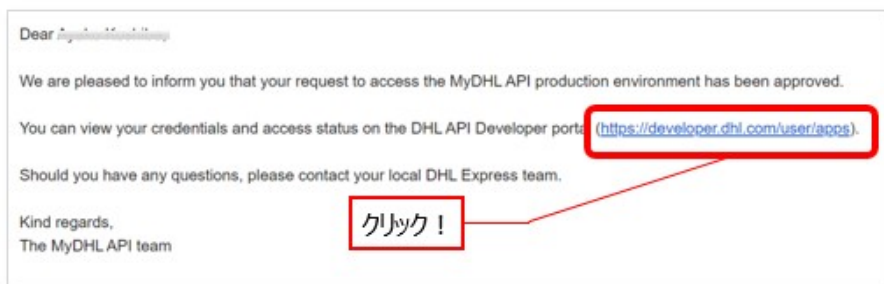 Dear
We are pleased to inform you that your request to access the MyDHL API production environment has been approved.
You can view your credentials and access status on the DHL API Developer porta (https://developer.dhl.com/user/apps).
Should you have any questions, please contact your local DHL Express team.
Kind regards,
The MyDHL API team
クリック！